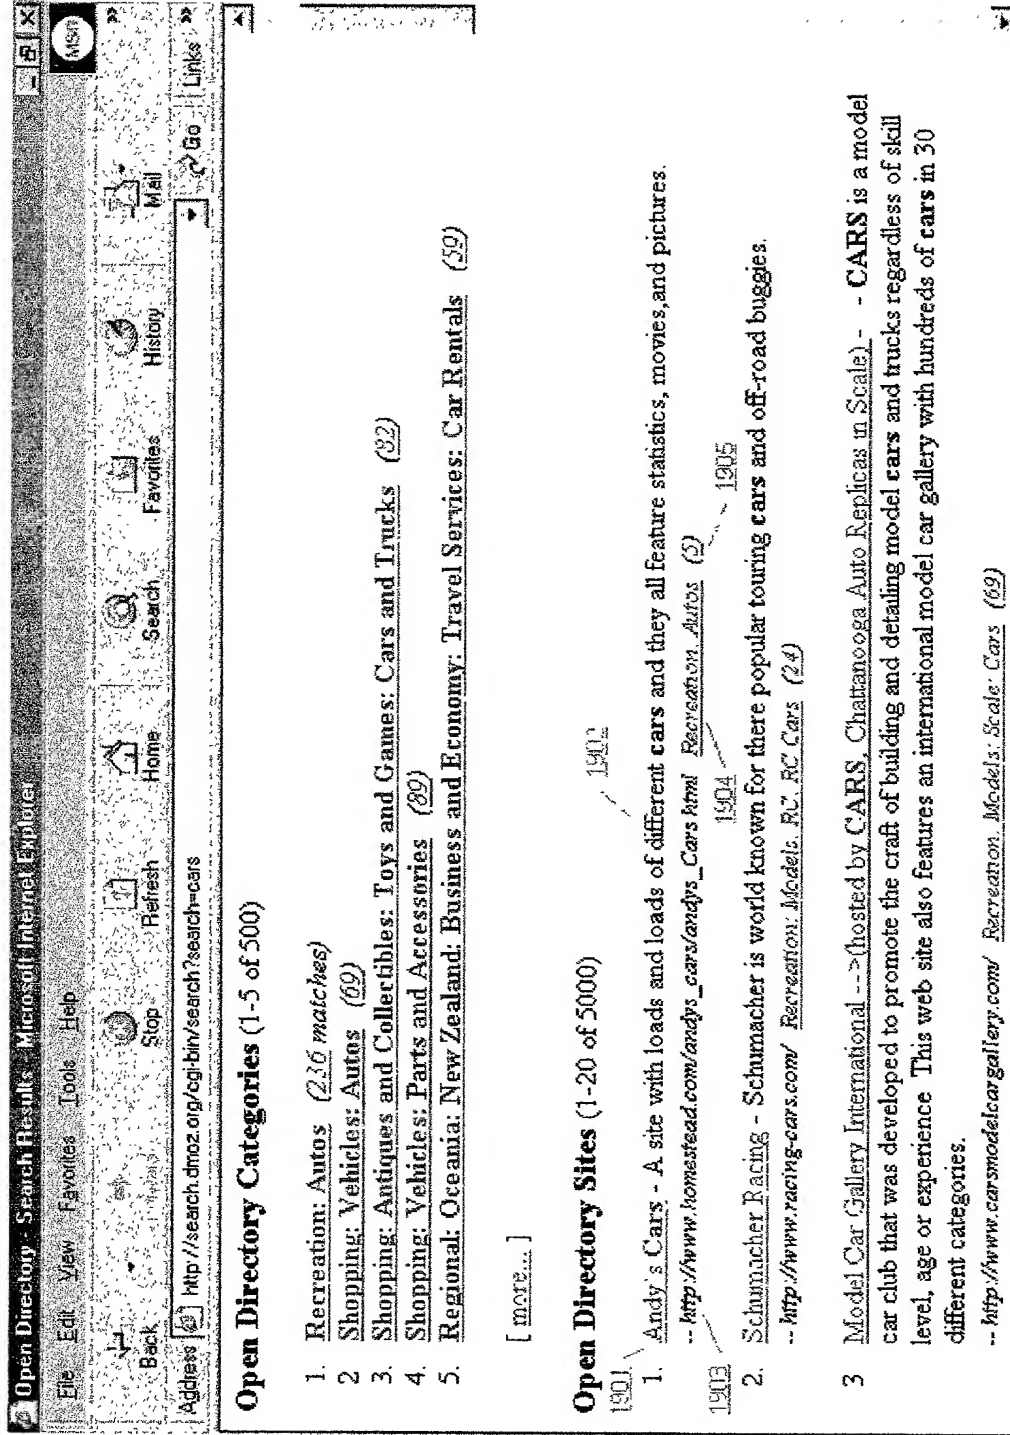 Open Directory - Search Results - Microsoft Internet Explorer
File Edit View Favorites Tools Help
Back Stop Refresh Home Search Favorites History Mail
msn
Address http://search.dmoz.org/cgi-bin/search?search=cars Go Links
Open Directory Categories (1-5 of 500)
1. Recreation: Autos (236 matches)
2 Shopping: Vehicles: Autos (69)
3. Shopping: Antiques and Collectibles: Toys and Games: Cars and Trucks (82)
4. Shopping: Vehicles: Parts and Accessories (89)
5. Regional: Oceania: New Zealand: Business and Economy: Travel Services: Car Rentals (59)
[ more... ]
Open Directory Sites (1-20 of 5000)
1901 1902
1. Andy's Cars - A site with loads and loads of different cars and they all feature statistics, movies, and pictures.
-- http://www.homestead.com/andys_cars/andys_Cars html Recreation. Autos (5)
1903 1904 1905
2. Schumacher Racing - Schumacher is world known for there popular touring cars and off-road buggies.
-- http://www.racing-cars.com/ Recreation: Models. RC. RC Cars (24)
3 Model Car Gallery International -->(hosted by CARS, Chattanooga Auto Replicas in Scale) - - CARS is a model
car club that was developed to promote the craft of building and detailing model cars and trucks regardless of skill
level, age or experience This web site also features an international model car gallery with hundreds of cars in 30
different categories.
-- http://www.carsmodelcargallery.com/ Recreation. Models: Scale: Cars (69)